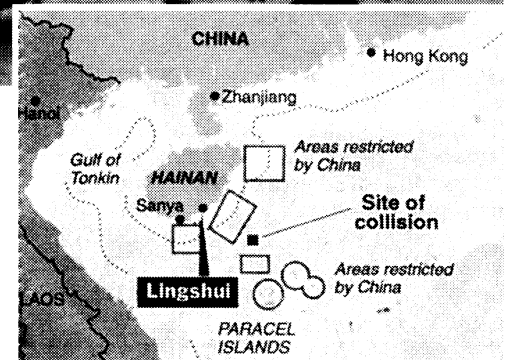 CHINA
Hong Kong
Zhanjiang
Hanoi
Gulf of
Tonkin
HAINAN
Areas restricted
by China
Sanya
Site of
collision
Lingshui
Areas restricted
by China
LAOS
PARACEL
ISLANDS